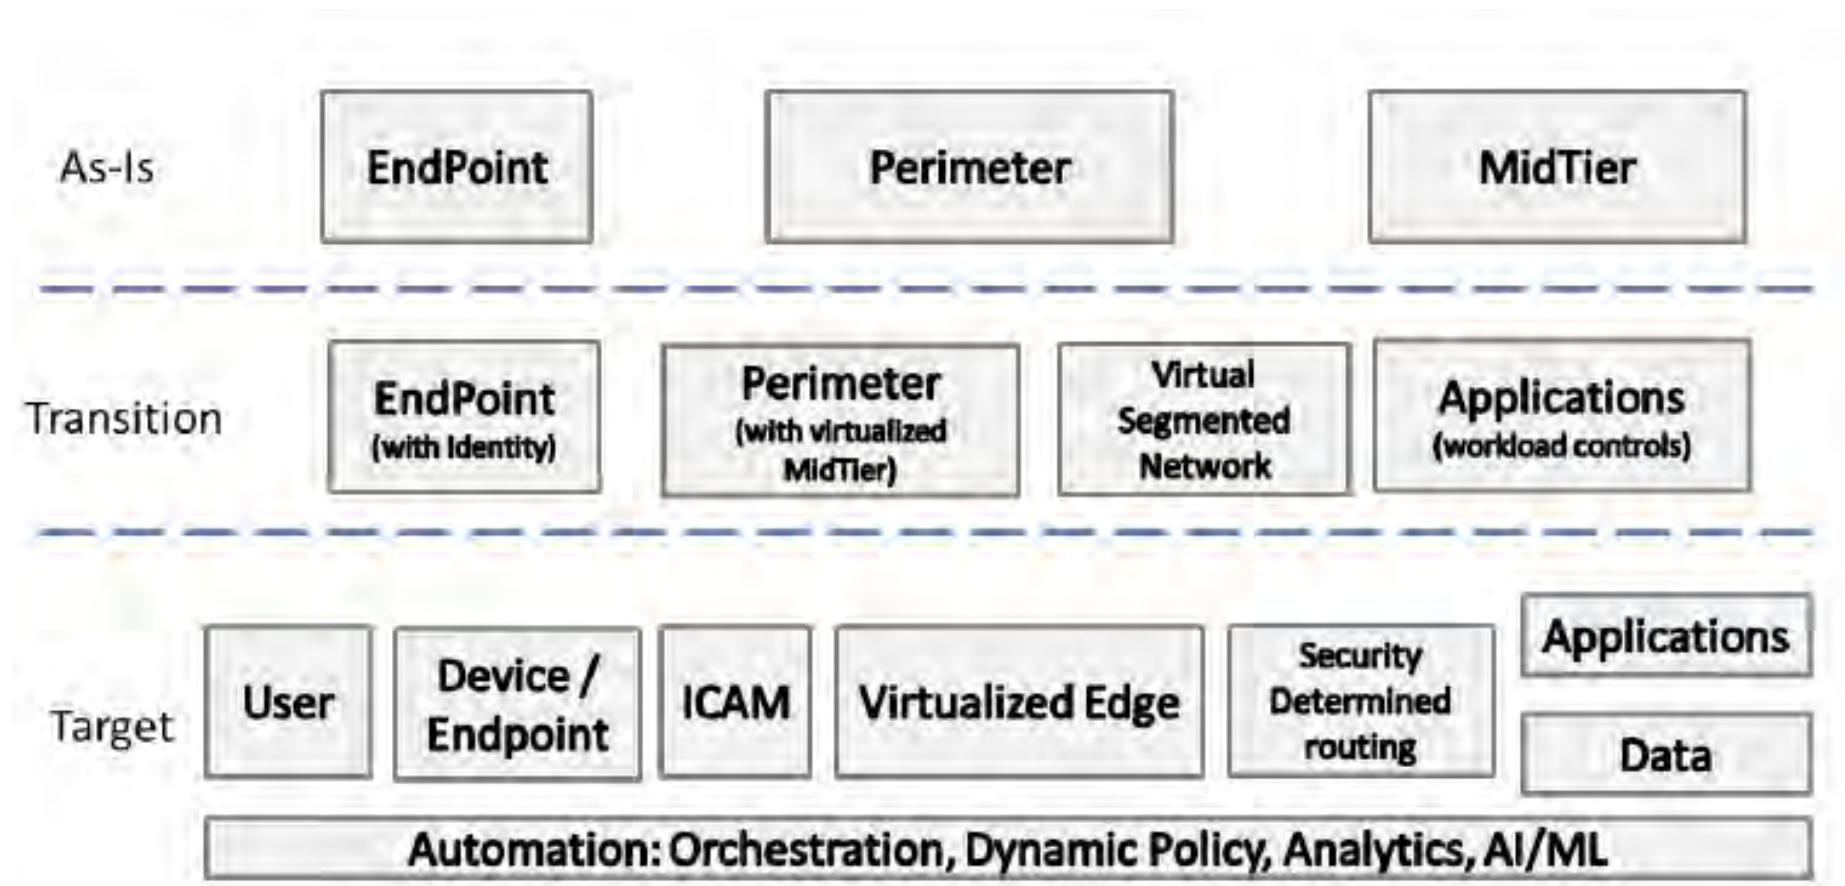 As-Is
EndPoint
Perimeter
MidTier
Transition
EndPoint
(with Identity)
Perimeter
(with virtualized
MidTier)
Virtual
Segmented
Network
Applications
(workload controls)
Target
User
Device /
Endpoint
ICAM
Virtualized Edge
Security
Determined
routing
Applications
Data
Automation: Orchestration, Dynamic Policy, Analytics, AI/ML